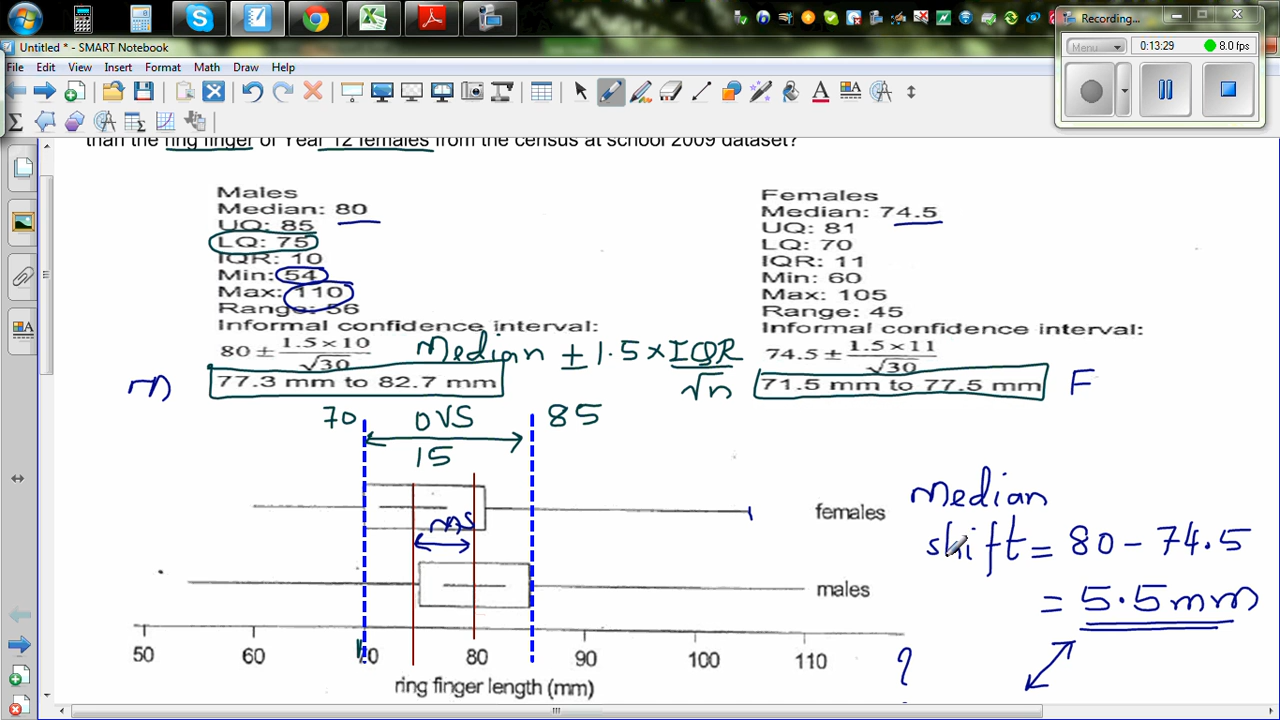 Recording...
Menu
0:13:29
8.0 fps
Untitled * - SMART Notebook
File Edit View Insert Format Math Draw Help
than the ring finger of Year 12 females from the census at school 2009 dataset?
Males
Median: 80
UQ: 85
LQ: 75
IQR: 10
Min: 54
Max: 110
Range: 56
Informal confidence interval:
80 ± 1.5 × 10 / √30
77.3 mm to 82.7 mm
Median ± 1.5 × IQR / √n
m
Females
Median: 74.5
UQ: 81
LQ: 70
IQR: 11
Min: 60
Max: 105
Range: 45
Informal confidence interval:
74.5 ± 1.5 × 11 / √30
71.5 mm to 77.5 mm
F
70 OVS 85
15
ms
females
males
50 60 70 80 90 100 110
ring finger length (mm)
Median
shift = 80 - 74.5
= 5.5mm
?